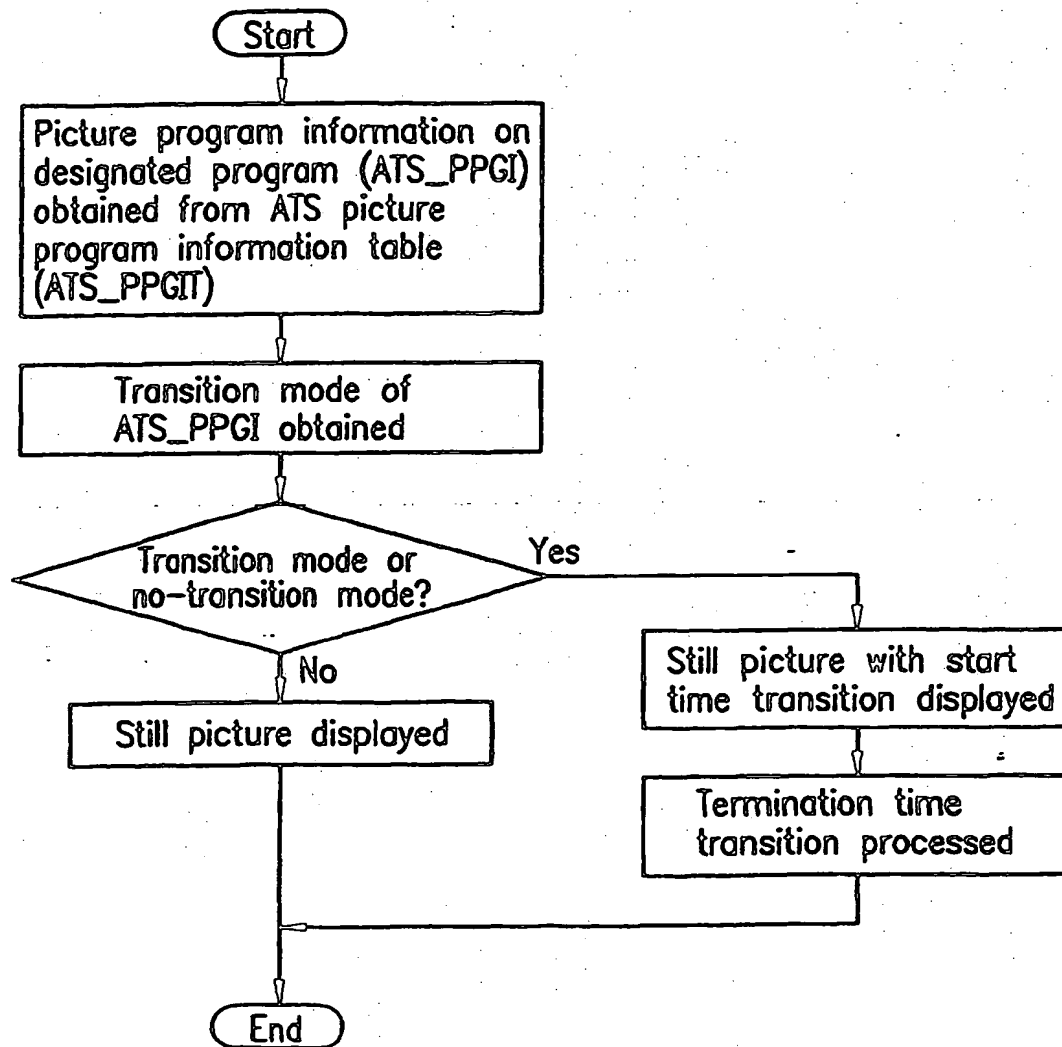 Start
Picture program information on
designated program (ATS_PPGI)
obtained from ATS picture
program information table
(ATS_PPGIT)
Transition mode of
ATS_PPGI obtained
Transition mode or
no-transition mode?
Yes
No
Still picture displayed
Still picture with start
time transition displayed
Termination time
transition processed
End